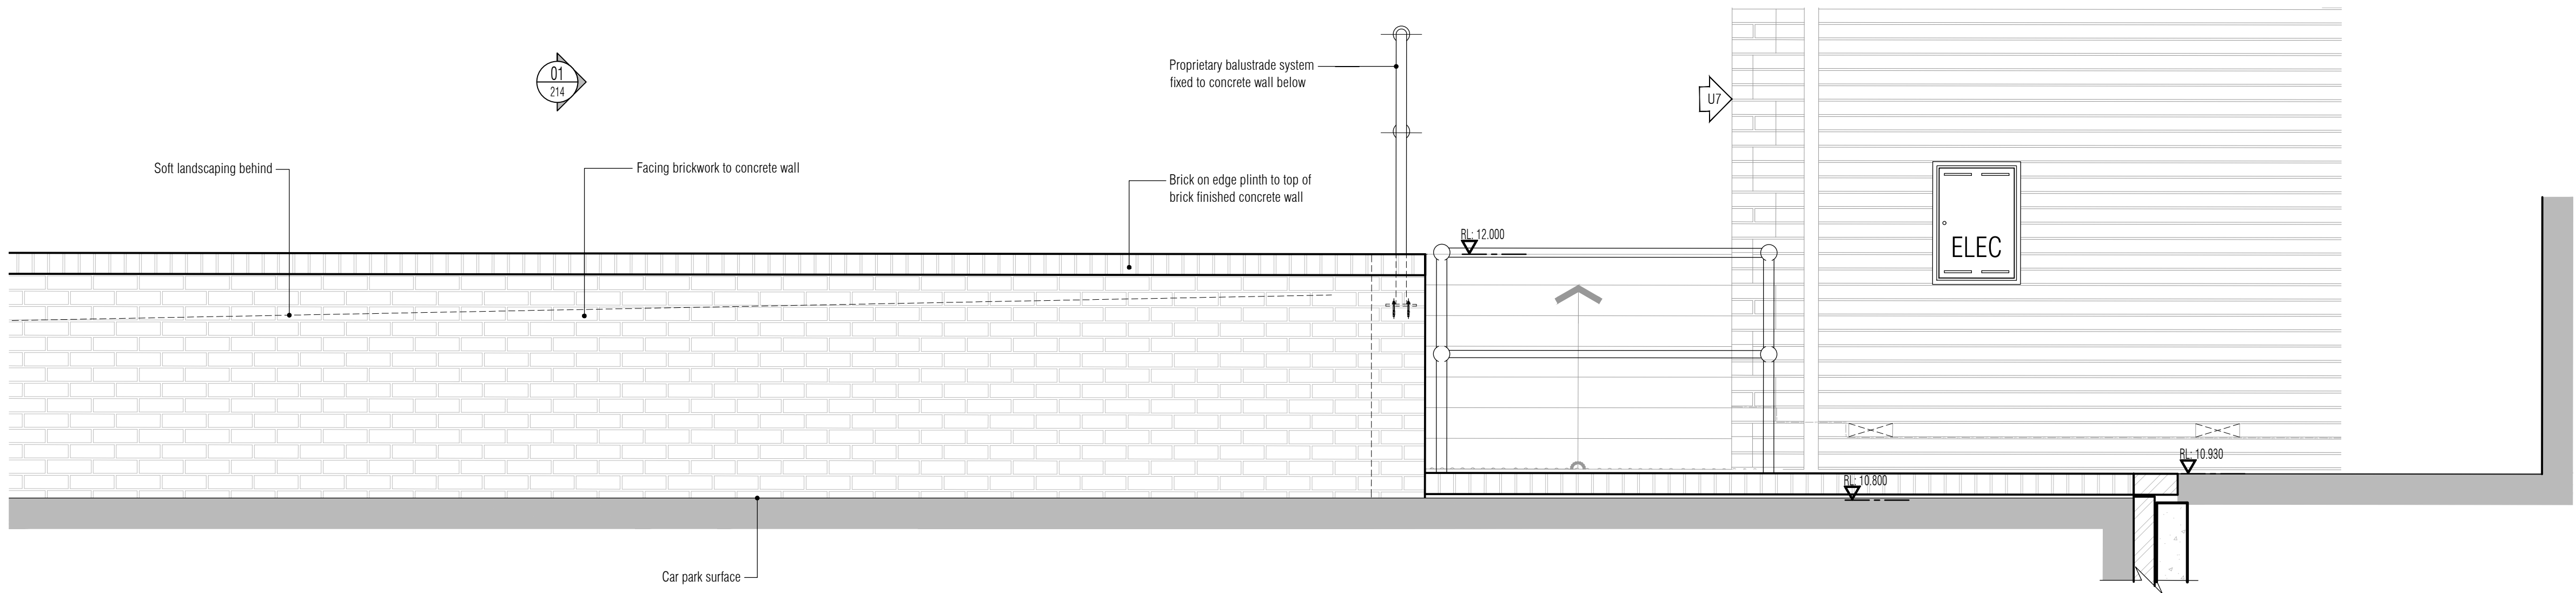 01
214
Proprietary balustrade system
fixed to concrete wall below
U7
Soft landscaping behind
Facing brickwork to concrete wall
Brick on edge plinth to top of
brick finished concrete wall
RL: 12.000
ELEC
RL: 10.930
RL: 10.800
Car park surface